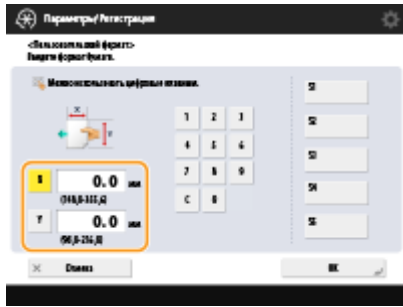 Параметры/Регистрация
<Пользовательский формат>
Введите формат бумаги.
Можно использовать цифровые клавиши.
X
Y
1 2 3
4 5 6
7 8 9
C 0
X 0.0 мм
Y 0.0 мм
S1
S2
S3
S4
S5
Отмена
OK